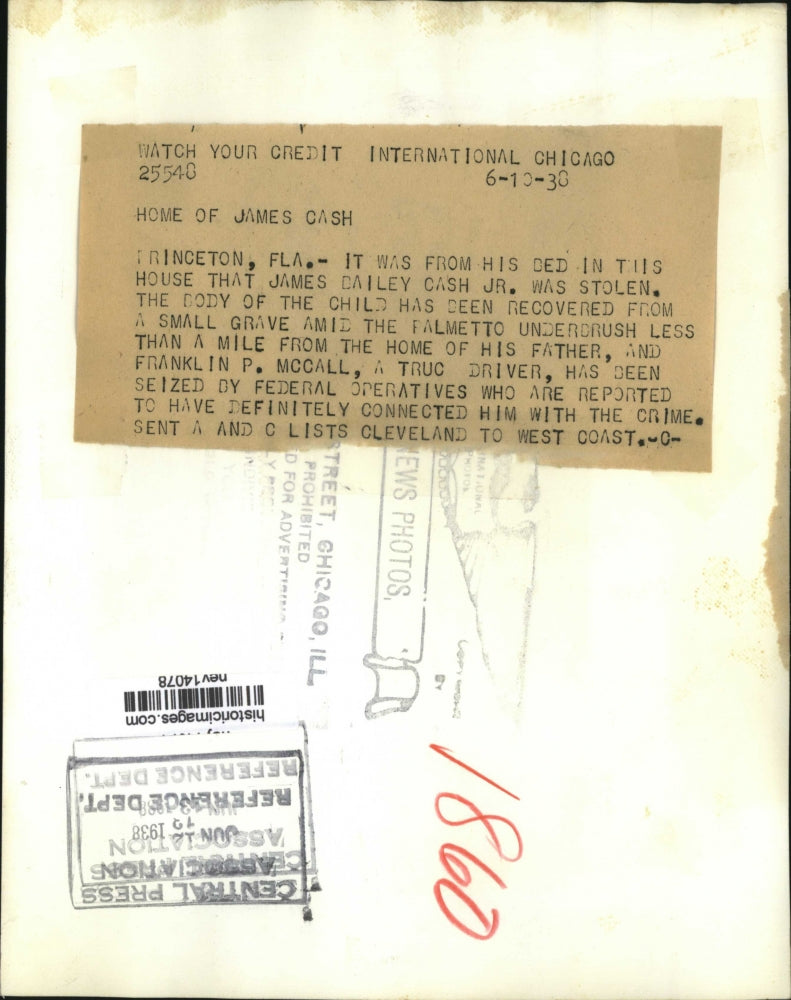 WATCH YOUR CREDIT INTERNATIONAL CHICAGO
25548 6-10-38
HOME OF JAMES CASH
PRINCETON, FLA.- IT WAS FROM HIS BED IN THIS
HOUSE THAT JAMES BAILEY CASH JR. WAS STOLEN.
THE BODY OF THE CHILD HAS BEEN RECOVERED FROM
A SMALL GRAVE AMID THE PALMETTO UNDERBRUSH LESS
THAN A MILE FROM THE HOME OF HIS FATHER, AND
FRANKLIN P. MCCALL, A TRUC DRIVER, HAS BEEN
SEIZED BY FEDERAL OPERATIVES WHO ARE REPORTED
TO HAVE DEFINITELY CONNECTED HIM WITH THE CRIME.
SENT A AND C LISTS CLEVELAND TO WEST COAST.-C-
NEWS PHOTOS,
STREET, CHICAGO, ILL
PROHIBITED
D FOR ADVERTISING
historicimages.com
nev14078
CENTRAL PRESS
ASSOCIATION
JUN 12 1938
REFERENCE DEPT.
REFERENCE DEPT.
1860